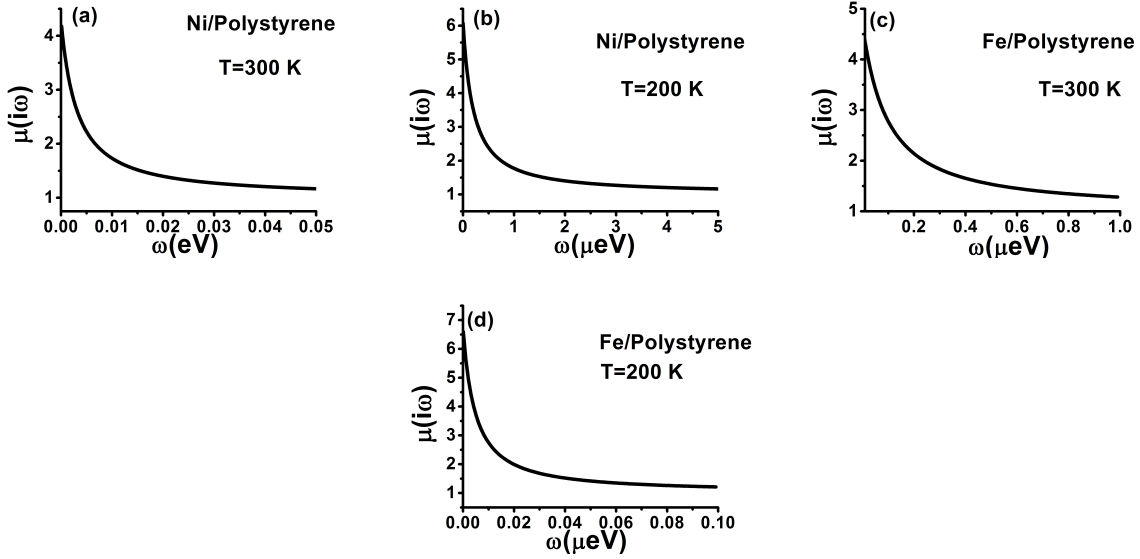 (a)
Ni/Polystyrene
T=300 K
μ(iω)
4
3
2
1
0.00 0.01 0.02 0.03 0.04 0.05
ω(eV)
(b)
Ni/Polystyrene
T=200 K
μ(iω)
6
5
4
3
2
1
0 1 2 3 4 5
ω(μeV)
(c)
Fe/Polystyrene
T=300 K
μ(iω)
5
4
3
2
1
0.2 0.4 0.6 0.8 1.0
ω(μeV)
(d)
Fe/Polystyrene
T=200 K
μ(iω)
7
6
5
4
3
2
1
0.00 0.02 0.04 0.06 0.08 0.10
ω(μeV)